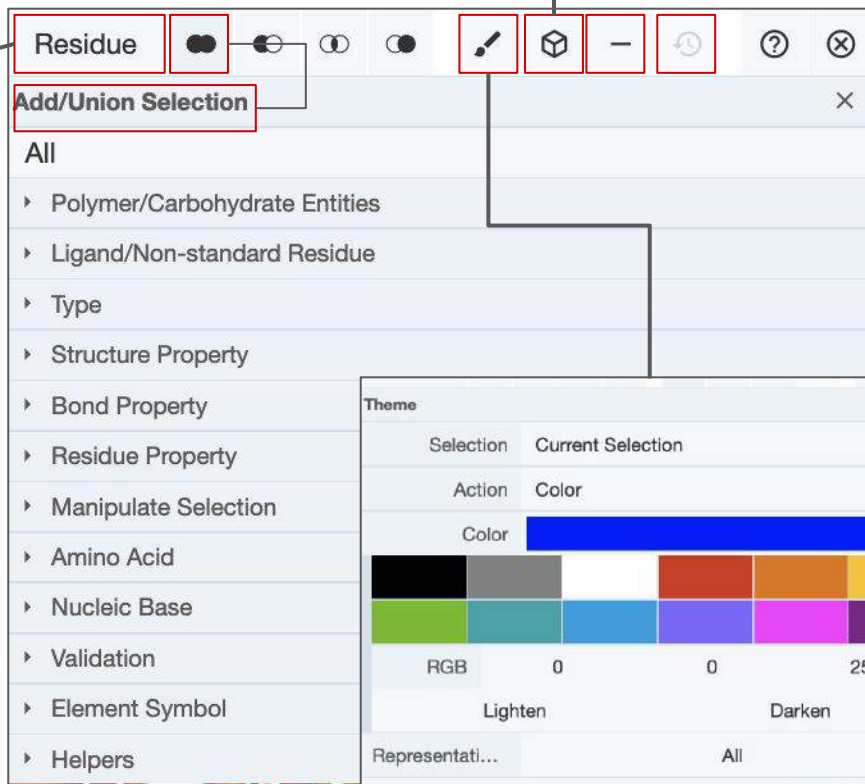 Residue
Add/Union Selection
All
Polymer/Carbohydrate Entities
Ligand/Non-standard Residue
Type
Structure Property
Bond Property
Residue Property
Manipulate Selection
Amino Acid
Nucleic Base
Validation
Element Symbol
Helpers
Theme
Selection Current Selection
Action Color
Color
RGB 0 0 25
Lighten Darken
Representati... All